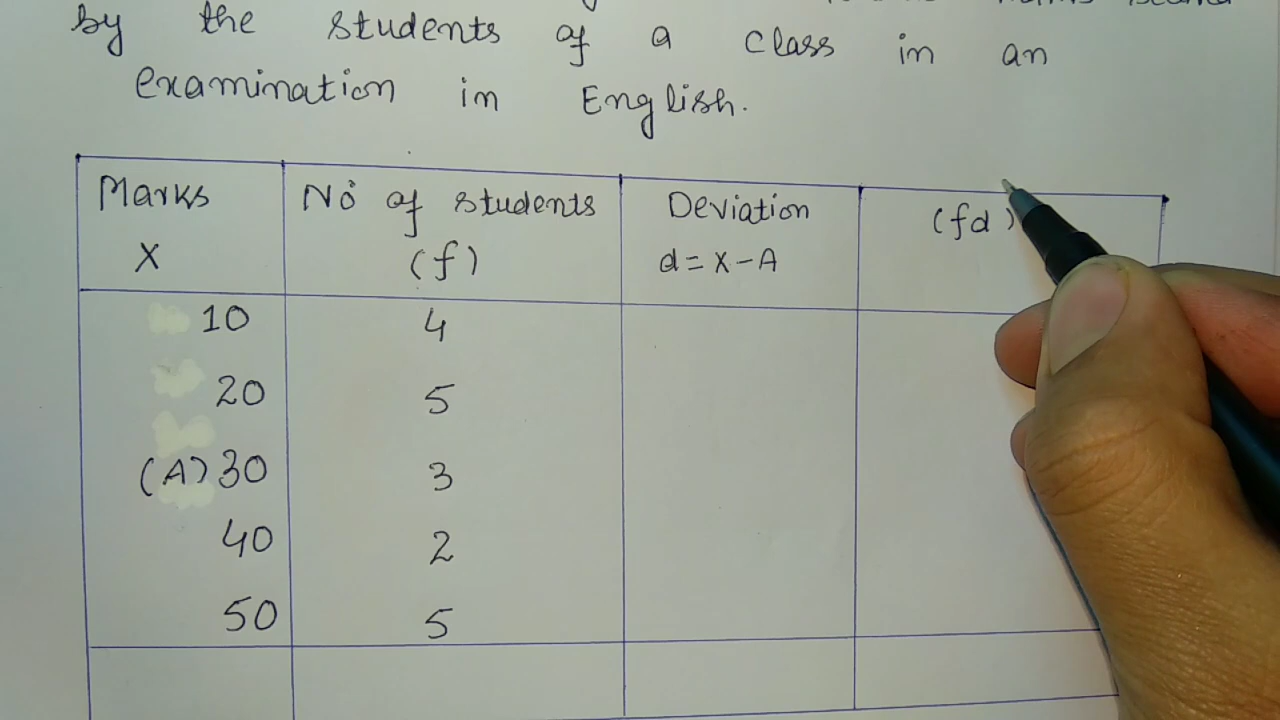 by the students of a class in an
examination in English.
Marks No of students Deviation (fd)
X (f) d = X - A
10 4
20 5
(A) 30 3
40 2
50 5